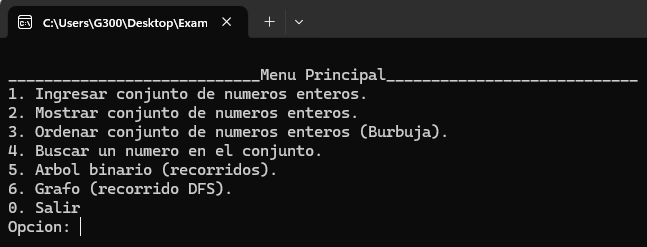 C:\Users\G300\Desktop\Exam
____________________________Menu Principal____________________________
1. Ingresar conjunto de numeros enteros.
2. Mostrar conjunto de numeros enteros.
3. Ordenar conjunto de numeros enteros (Burbuja).
4. Buscar un numero en el conjunto.
5. Arbol binario (recorridos).
6. Grafo (recorrido DFS).
0. Salir
Opcion: